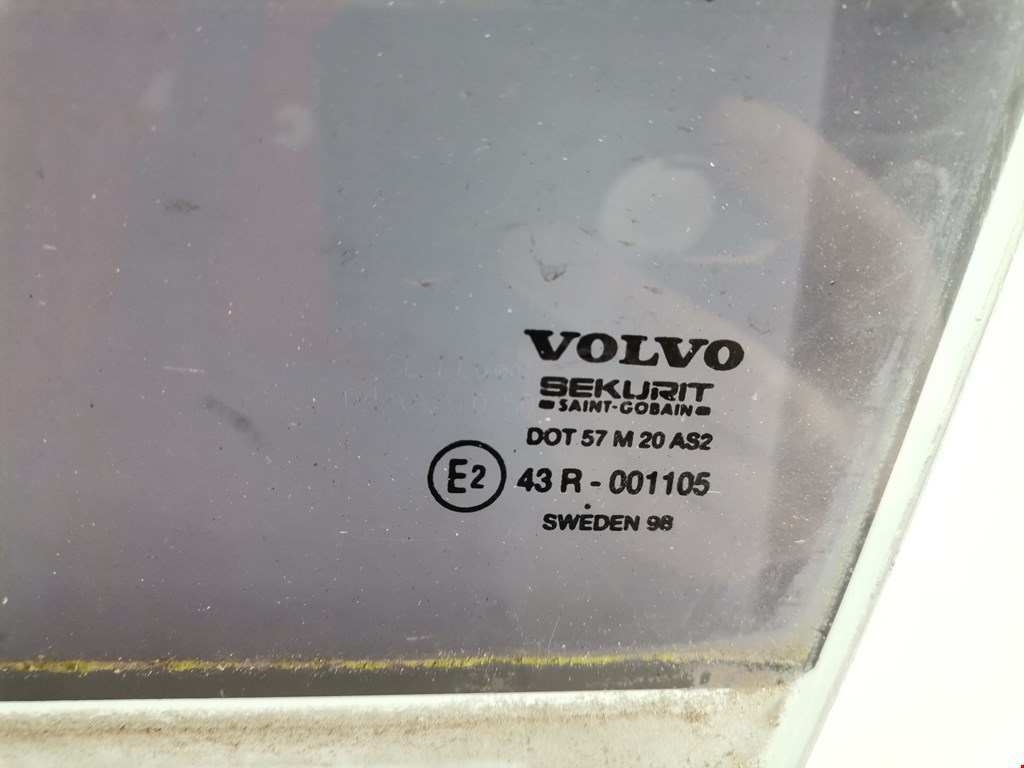 VOLVO
SEKURIT
SAINT-GOBAIN
DOT 57 M 20 AS2
E2 43 R - 001105
SWEDEN 98